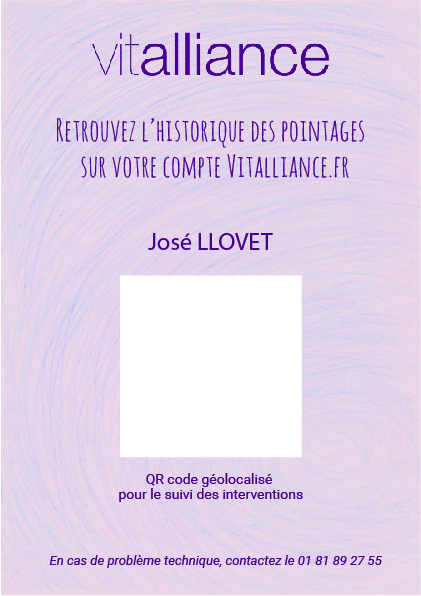 vitalliance
Retrouvez l'historique des pointages
sur votre compte Vitalliance.fr
José LLOVET
QR code géolocalisé
pour le suivi des interventions
En cas de problème technique, contactez le 01 81 89 27 55